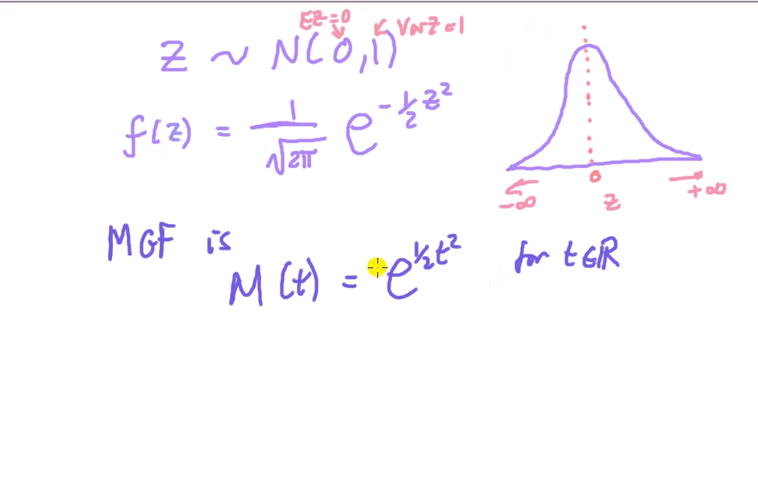 EZ=0 VarZ=1
Z ~ N(0,1)
f(z) = 1/√2π e^-½z²
0
-∞ Z +∞
MGF is
M(t) = e^½t² for t∈ℝ